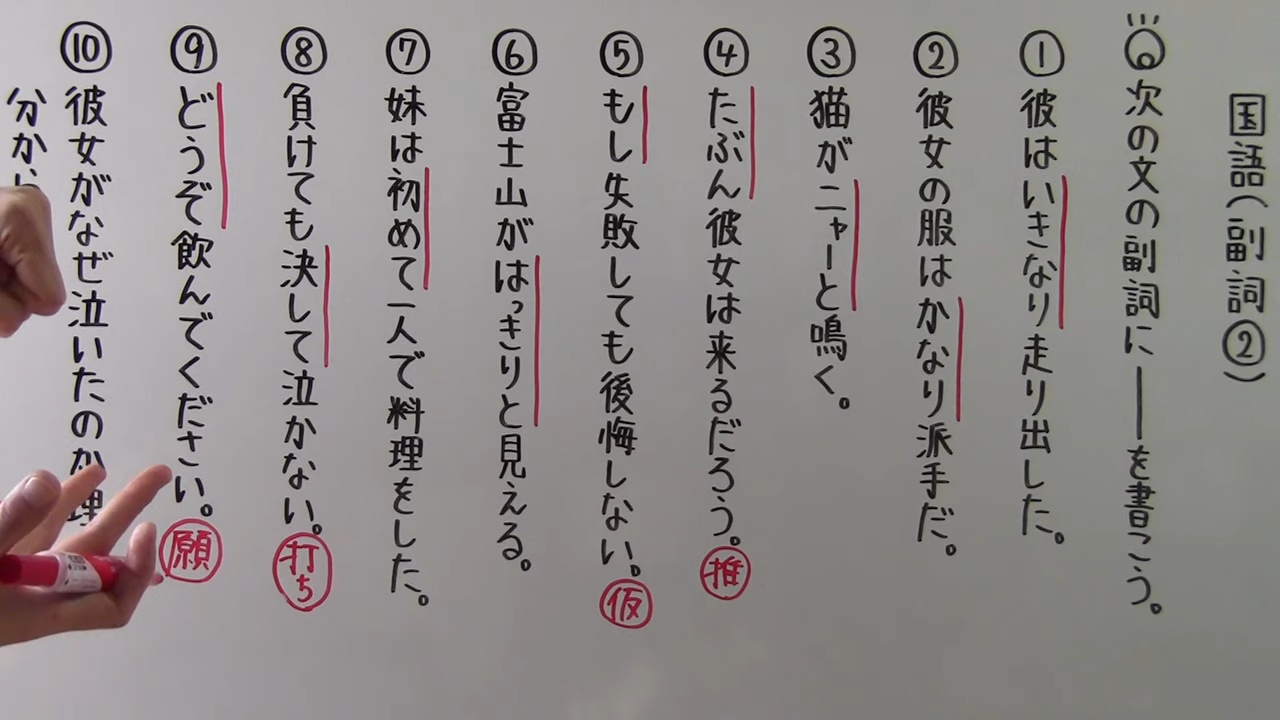 国語(副詞②)
次の文の副詞に──を書こう。
①彼はいきなり走り出した。
②彼女の服はかなり派手だ。
③猫がニャーと鳴く。
④たぶん彼女は来るだろう。推
⑤もし失敗しても後悔しない。仮
⑥富士山がはっきりと見える。
⑦妹は初めて一人で料理をした。
⑧負けても決して泣かない。打ち
⑨どうぞ飲んでください。願
⑩彼女がなぜ泣いたのか理
分から